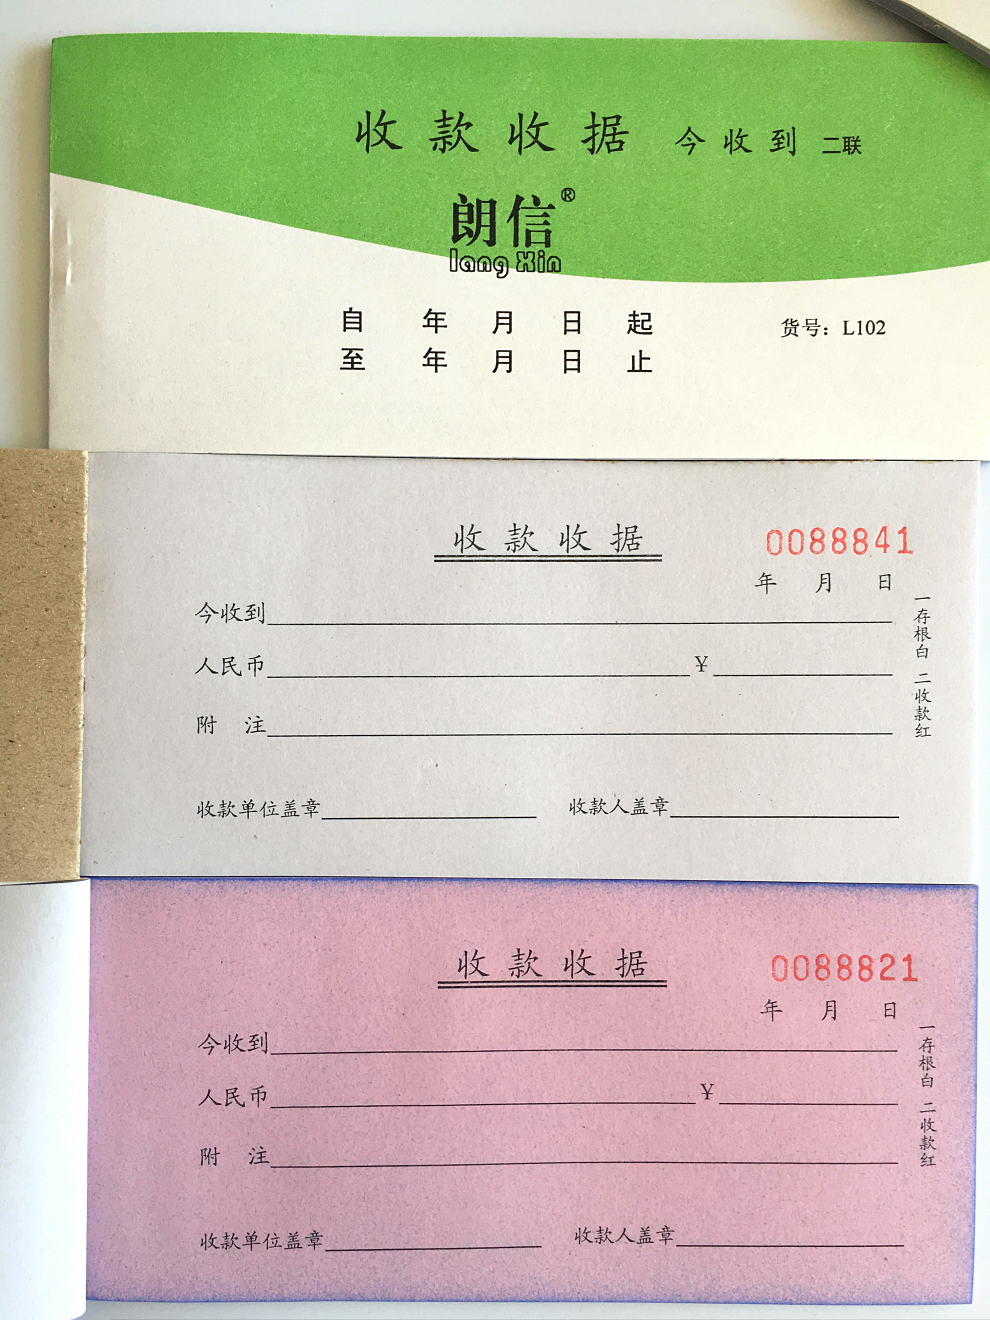 收款收据 今收到 二联
朗信®
lang xin
自 年 月 日 起
至 年 月 日 止
货号：L102
收款收据
0088841
年 月 日
今收到
人民币 ¥
附 注
收款单位盖章 收款人盖章
一存根白 二收款红
收款收据
0088821
年 月 日
今收到
人民币 ¥
附 注
收款单位盖章 收款人盖章
一存根白 二收款红